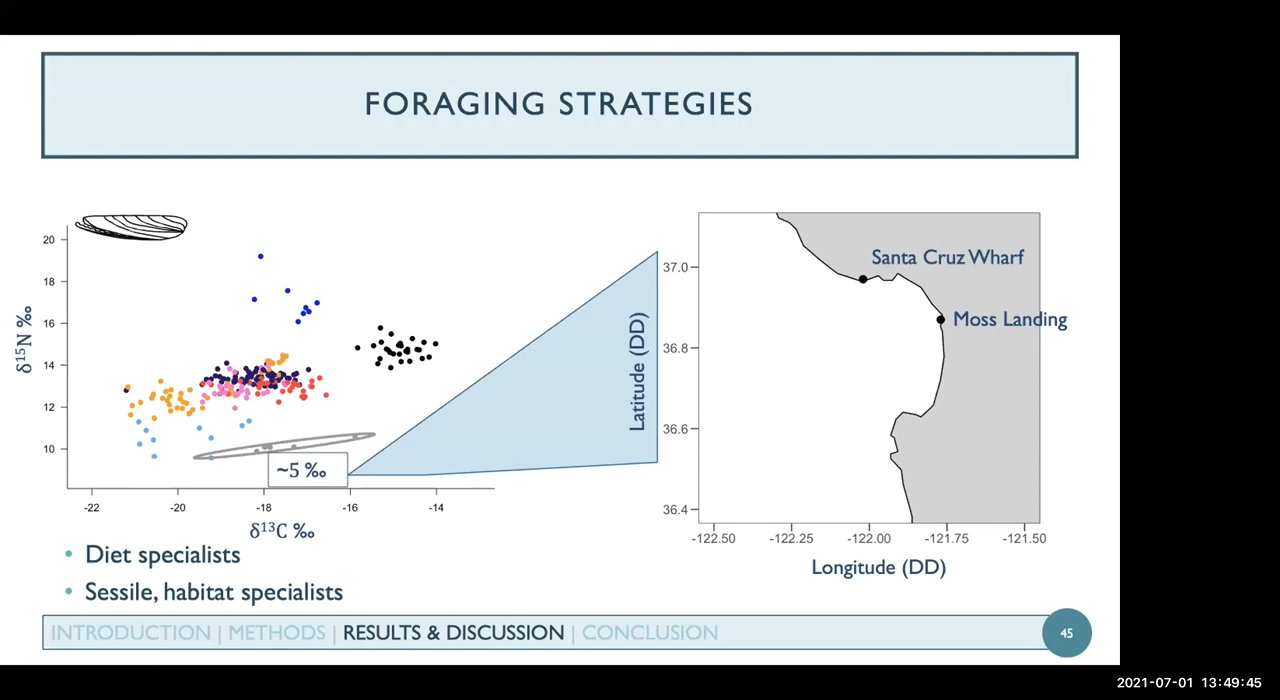 FORAGING STRATEGIES
20
18
16
14
12
10
δ15N ‰
-22
-20
-18
-16
-14
δ13C ‰
~5 ‰
Latitude (DD)
37.0
36.8
36.6
36.4
Santa Cruz Wharf
Moss Landing
-122.50
-122.25
-122.00
-121.75
-121.50
Longitude (DD)
• Diet specialists
• Sessile, habitat specialists
INTRODUCTION | METHODS | RESULTS & DISCUSSION | CONCLUSION
45
2021-07-01 13:49:45